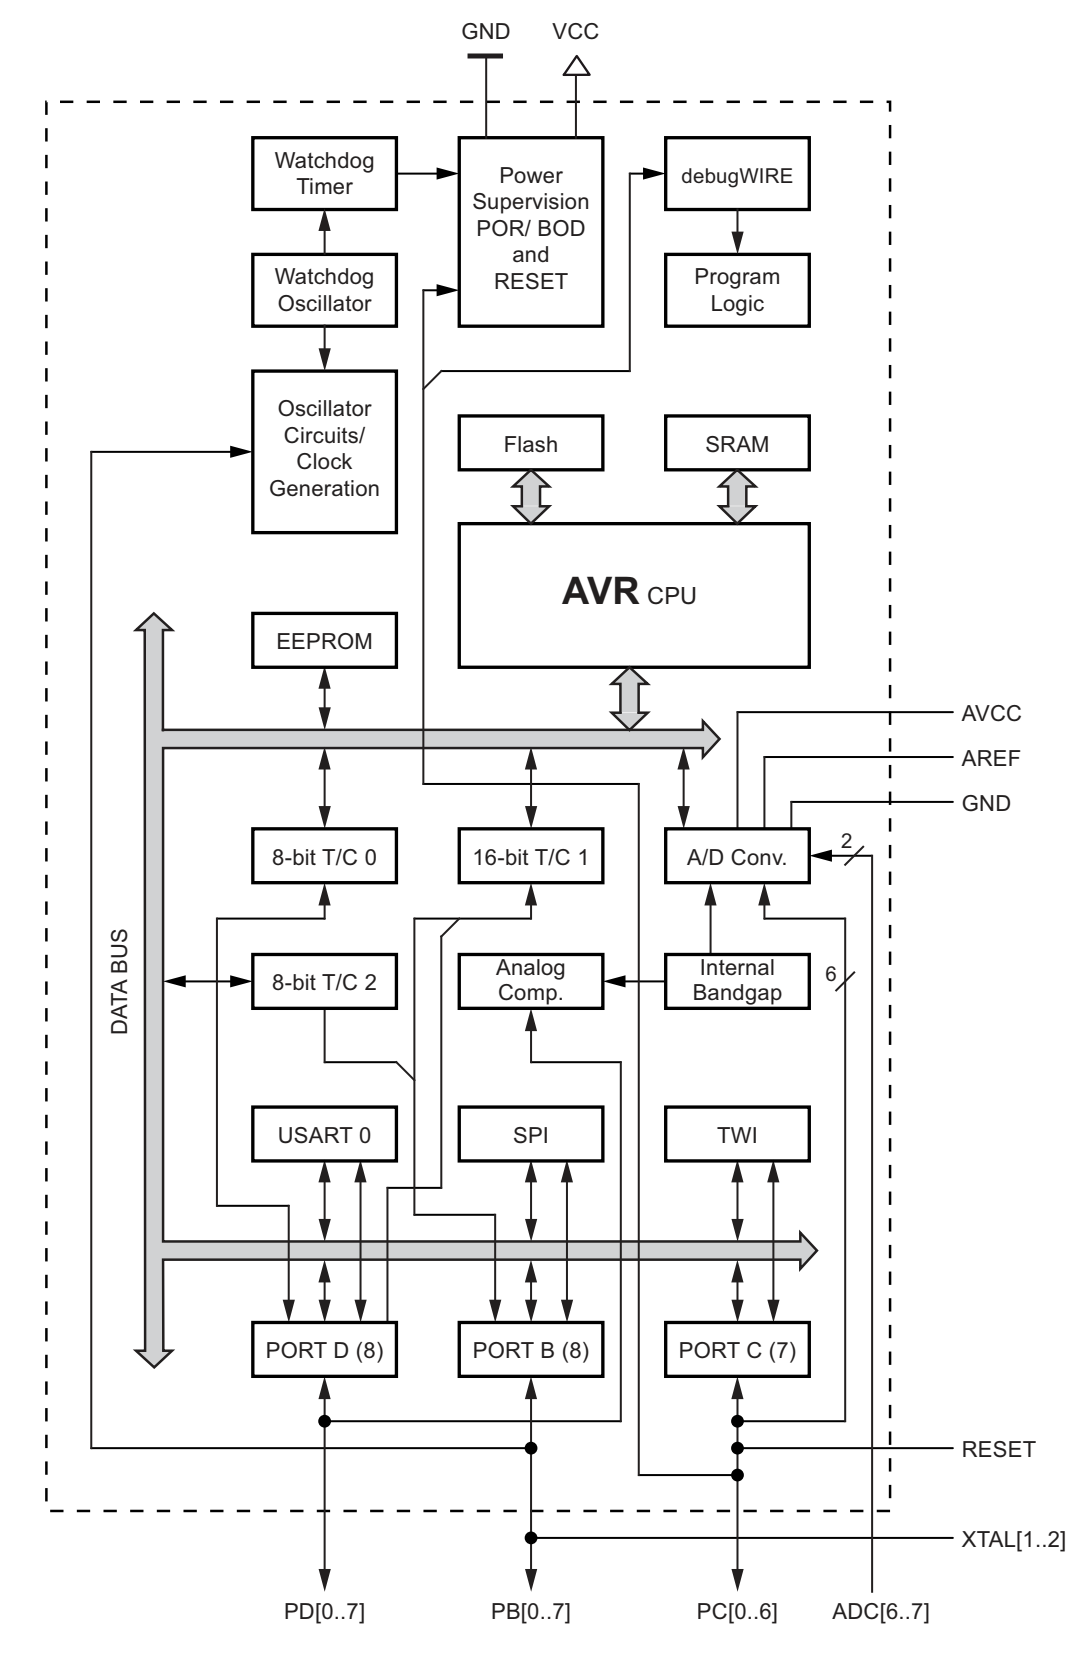 GND
VCC
Watchdog
Timer
Power
Supervision
POR/ BOD
and
RESET
debugWIRE
Watchdog
Oscillator
Program
Logic
Oscillator
Circuits/
Clock
Generation
Flash
SRAM
AVR CPU
EEPROM
AVCC
AREF
GND
8-bit T/C 0
16-bit T/C 1
A/D Conv.
2
DATA BUS
8-bit T/C 2
Analog
Comp.
Internal
Bandgap
6
USART 0
SPI
TWI
PORT D (8)
PORT B (8)
PORT C (7)
RESET
XTAL[1..2]
PD[0..7]
PB[0..7]
PC[0..6]
ADC[6..7]